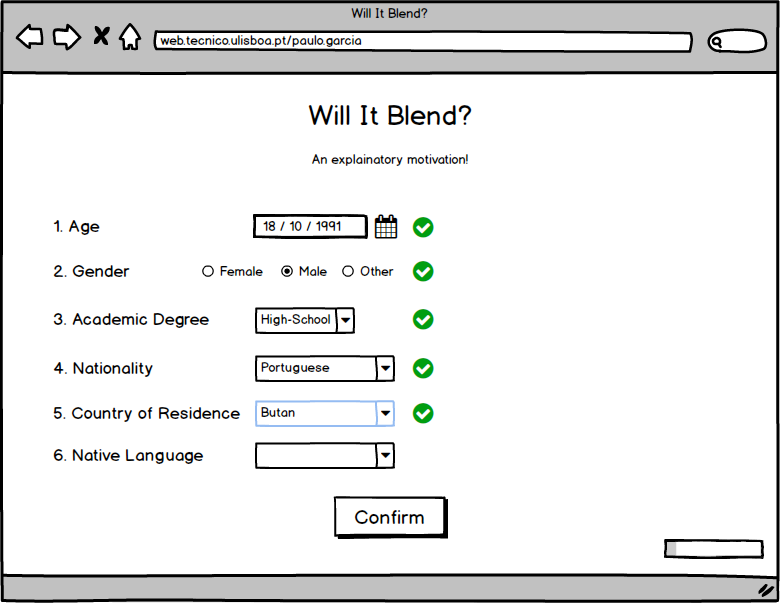 Will It Blend?
web.tecnico.ulisboa.pt/paulo.garcia
Will It Blend?
An explainatory motivation!
1. Age 18 / 10 / 1991
2. Gender Female Male Other
3. Academic Degree High-School
4. Nationality Portuguese
5. Country of Residence Butan
6. Native Language
Confirm